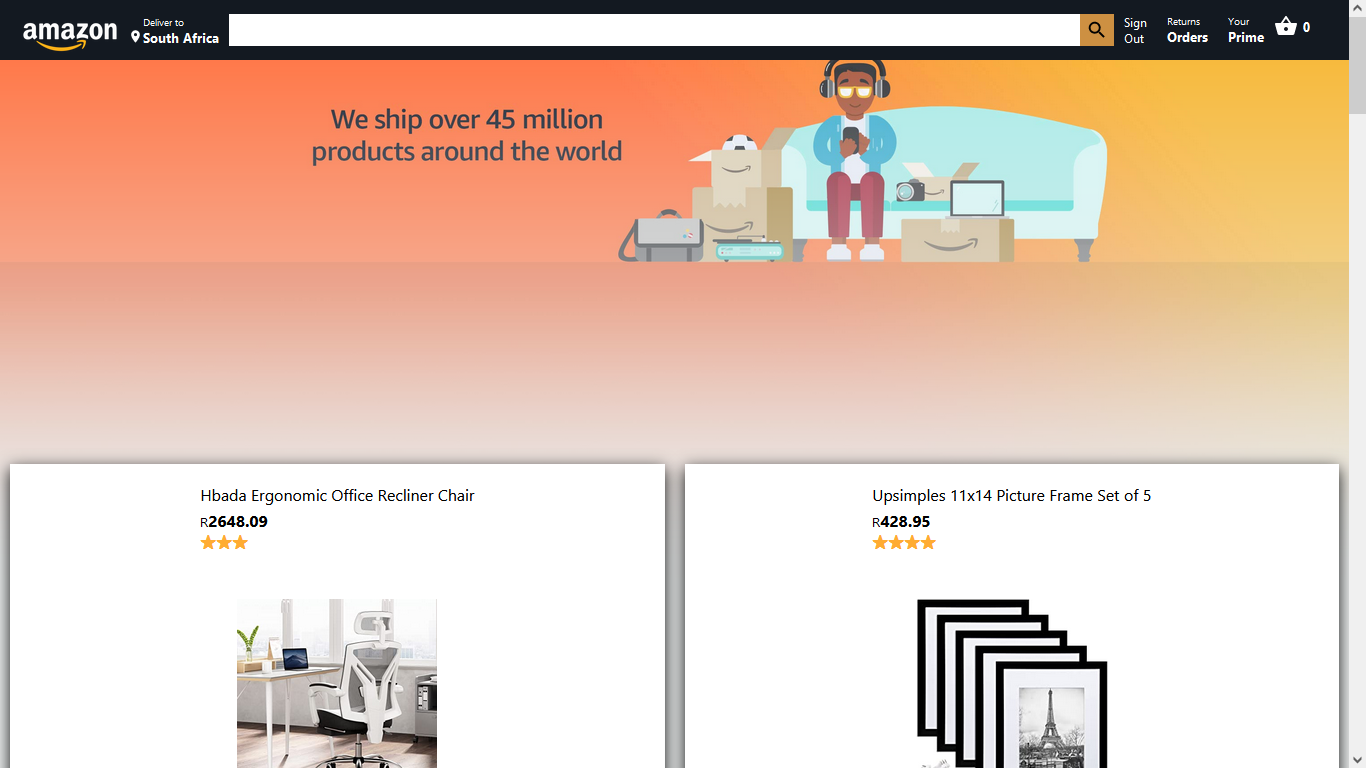 amazon
Deliver to
South Africa
Sign
Out
Returns
Orders
Your
Prime
0
We ship over 45 million
products around the world
Hbada Ergonomic Office Recliner Chair
R2648.09
Upsimples 11x14 Picture Frame Set of 5
R428.95